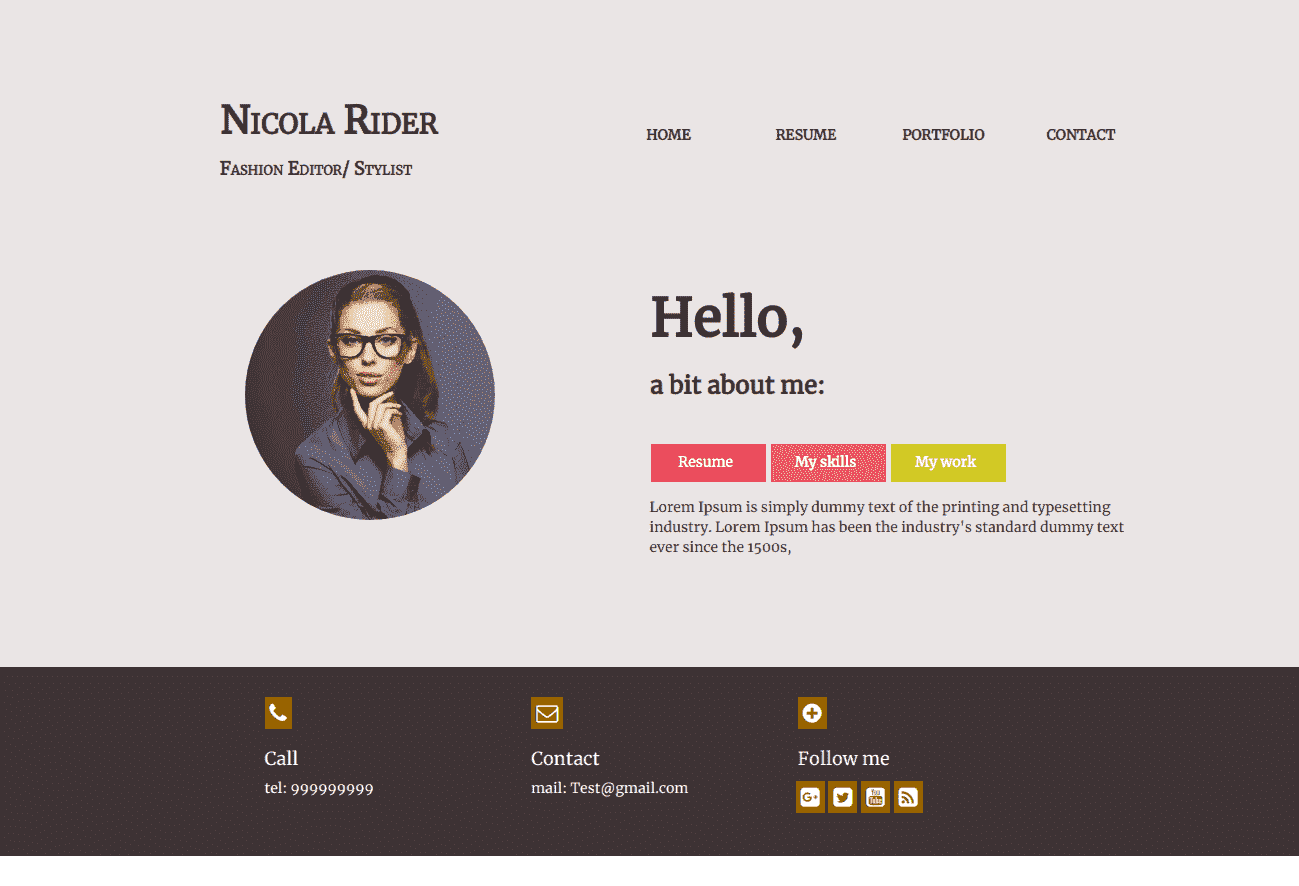 Nicola Rider
HOME RESUME PORTFOLIO CONTACT
Fashion Editor/ Stylist
Hello,
a bit about me:
Resume My skills My work
Lorem Ipsum is simply dummy text of the printing and typesetting
industry. Lorem Ipsum has been the industry's standard dummy text
ever since the 1500s,
Call Contact Follow me
tel: 999999999 mail: Test@gmail.com
G+ You Tube